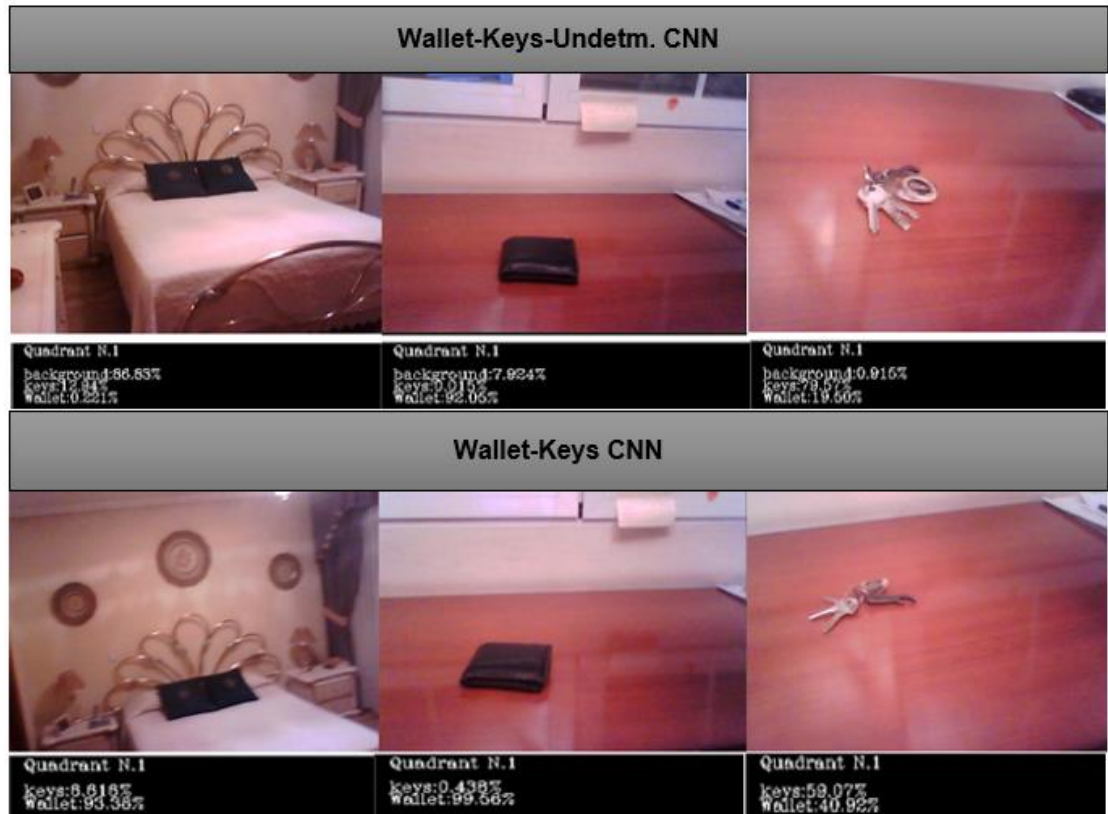 Wallet-Keys-Undetm. CNN
Quadrant N.1
background:86.83%
keys:12.94%
Wallet:0.221%
Quadrant N.1
background:7.924%
keys:0.015%
Wallet:92.05%
Quadrant N.1
background:0.915%
keys:79.57%
Wallet:19.50%
Wallet-Keys CNN
Quadrant N.1
keys:6.616%
Wallet:93.38%
Quadrant N.1
keys:0.438%
Wallet:99.56%
Quadrant N.1
keys:59.07%
Wallet:40.92%